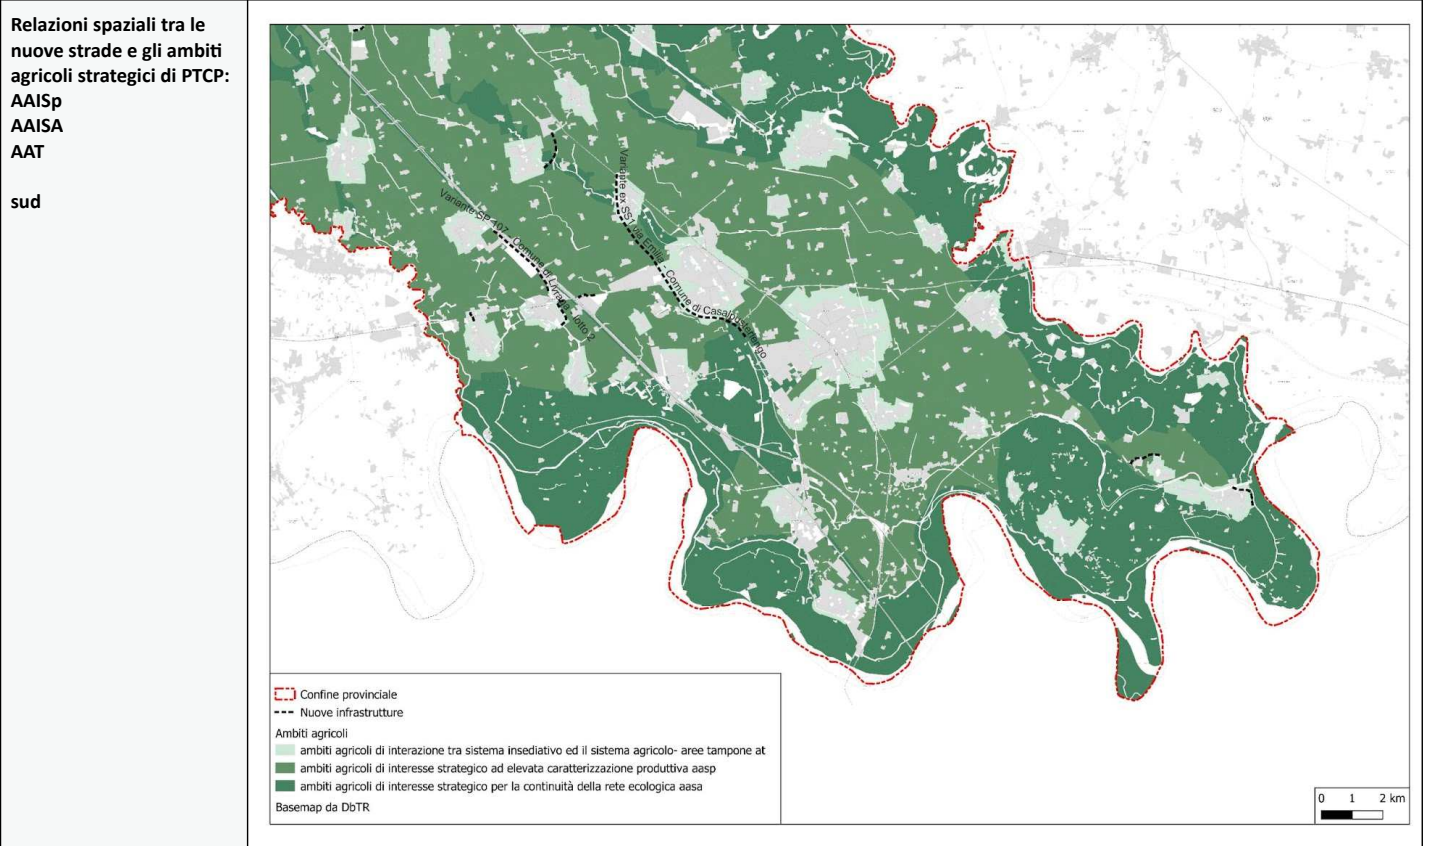 Relazioni spaziali tra le
nuove strade e gli ambiti
agricoli strategici di PTCP:
AAISp
AAISA
AAT
sud
Variante ex SS1 via Emilia - Comune di Casalpusterlengo
Variante SP 107 - Comune di Livraga - lotto 2
Confine provinciale
Nuove infrastrutture
Ambiti agricoli
ambiti agricoli di interazione tra sistema insediativo ed il sistema agricolo- aree tampone at
ambiti agricoli di interesse strategico ad elevata caratterizzazione produttiva aasp
ambiti agricoli di interesse strategico per la continuità della rete ecologica aasa
Basemap da DbTR
0 1 2 km